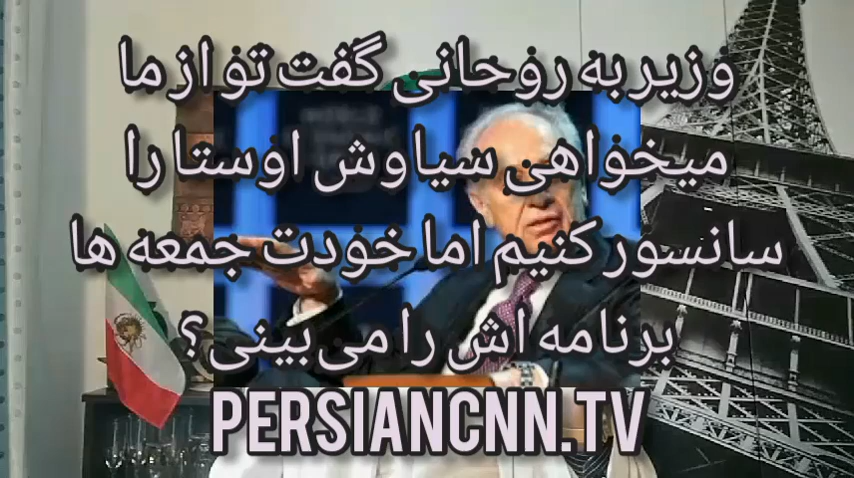 وزیر به روحانی گفت تو از ما
میخواهی سیاوش اوستا را
سانسور کنیم اما خودت جمعه ها
برنامه اش را می بینی؟
PERSIANCNN.TV